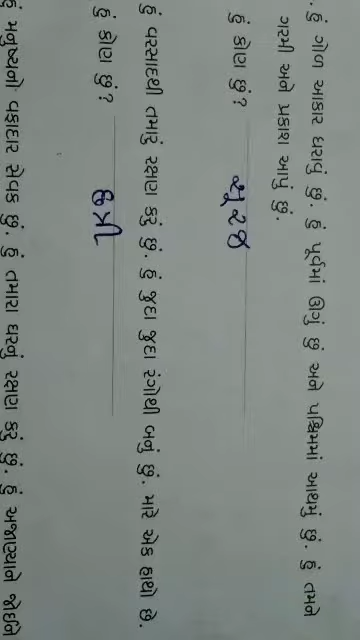 . હું ગોળ આકાર ધરાવું છું. હું પૂર્વમાં ઊગું છું અને પશ્ચિમમાં આથમું છું. હું તમને
ગરમી અને પ્રકાશ આપું છું.
હું કોણ છું? સૂરજ
હું વરસાદથી તમારું રક્ષણ કરું છું. હું જુદા જુદા રંગોથી બનું છું. મારે એક હાથો છે.
હું કોણ છું? છત્રી
હું મનુષ્યનો વફાદાર સેવક છું. હું તમારા ઘરનું રક્ષણ કરું છું. હું અજાણ્યાને જોઈને